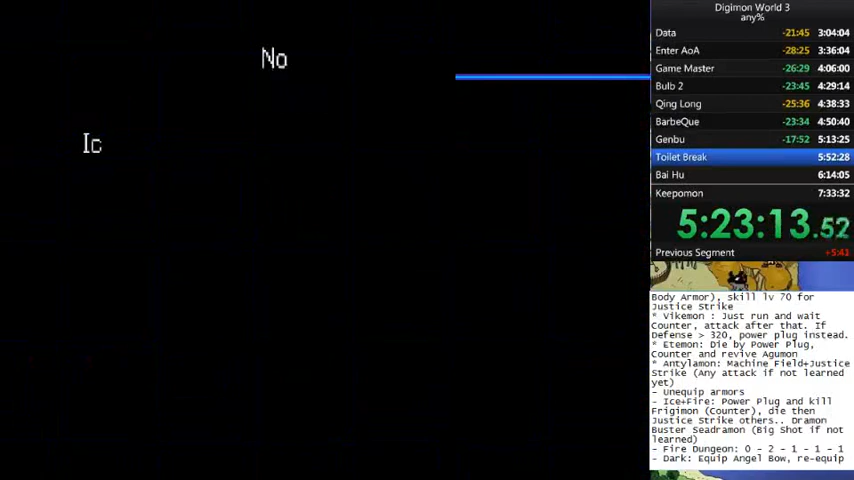 No
Ic
Digimon World 3
any%
Data -21:45 3:04:04
Enter AoA -28:25 3:36:04
Game Master -26:29 4:06:00
Bulb 2 -23:45 4:29:14
Qing Long -25:36 4:38:33
BarbeQue -23:34 4:50:40
Genbu -17:52 5:13:25
Toilet Break 5:52:28
Bai Hu 6:14:05
Keepomon 7:33:32
5:23:13.52
Previous Segment +5:41
Body Armor), skill lv 70 for
Justice Strike
* Vikemon : Just run and wait
Counter, attack after that. If
Defense > 320, power plug instead.
* Etemon: Die by Power Plug,
Counter and revive Agumon
* Antylamon: Machine Field+Justice
Strike (Any attack if not learned
yet)
- Unequip armors
- Ice+Fire: Power Plug and kill
Frigimon (Counter), die then
Justice Strike others.. Dramon
Buster Seadramon (Big Shot if not
learned)
- Fire Dungeon: 0 - 2 - 1 - 1 - 1
- Dark: Equip Angel Bow, re-equip